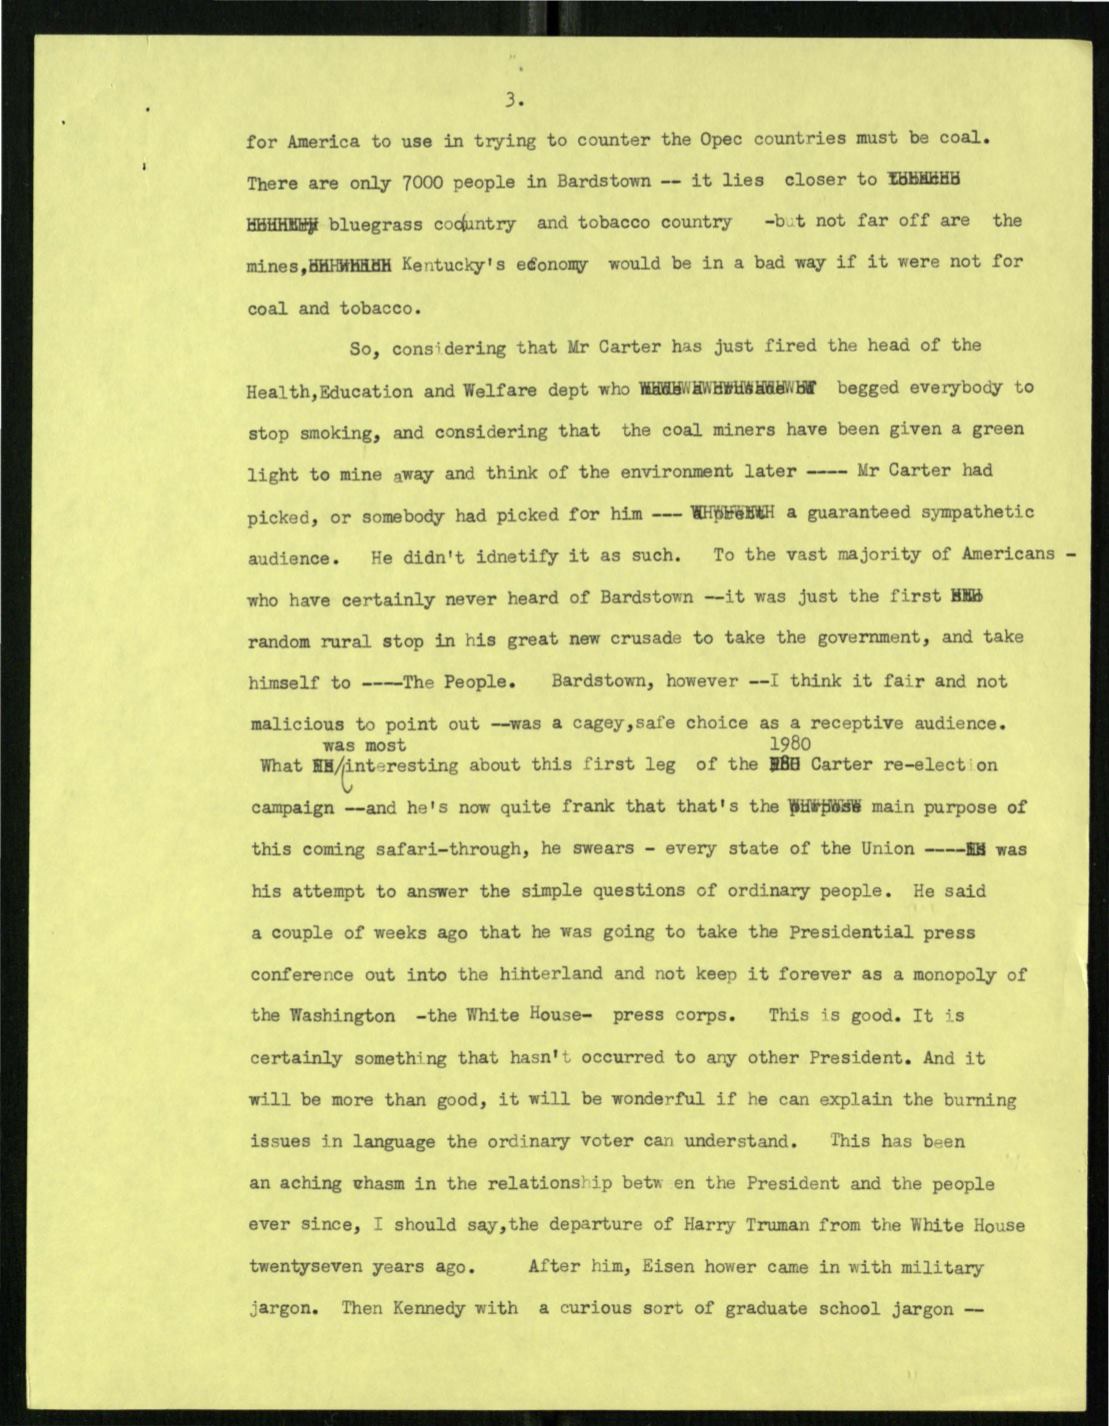 3.
for America to use in trying to counter the Opec countries must be coal.
There are only 7000 people in Bardstown -- it lies closer to
bluegrass country and tobacco country -but not far off are the
mines, Kentucky's economy would be in a bad way if it were not for
coal and tobacco.
So, considering that Mr Carter has just fired the head of the
Health,Education and Welfare dept who begged everybody to
stop smoking, and considering that the coal miners have been given a green
light to mine away and think of the environment later ---- Mr Carter had
picked, or somebody had picked for him --- a guaranteed sympathetic
audience. He didn't idnetify it as such. To the vast majority of Americans -
who have certainly never heard of Bardstown --it was just the first
random rural stop in his great new crusade to take the government, and take
himself to ----The People. Bardstown, however --I think it fair and not
malicious to point out --was a cagey,safe choice as a receptive audience.
was most 1980
What /interesting about this first leg of the Carter re-election
campaign --and he's now quite frank that that's the main purpose of
this coming safari-through, he swears - every state of the Union ---- was
his attempt to answer the simple questions of ordinary people. He said
a couple of weeks ago that he was going to take the Presidential press
conference out into the hinterland and not keep it forever as a monopoly of
the Washington -the White House- press corps. This is good. It is
certainly something that hasn't occurred to any other President. And it
will be more than good, it will be wonderful if he can explain the burning
issues in language the ordinary voter can understand. This has been
an aching chasm in the relationship betw en the President and the people
ever since, I should say,the departure of Harry Truman from the White House
twentyseven years ago. After him, Eisen hower came in with military
jargon. Then Kennedy with a curious sort of graduate school jargon --